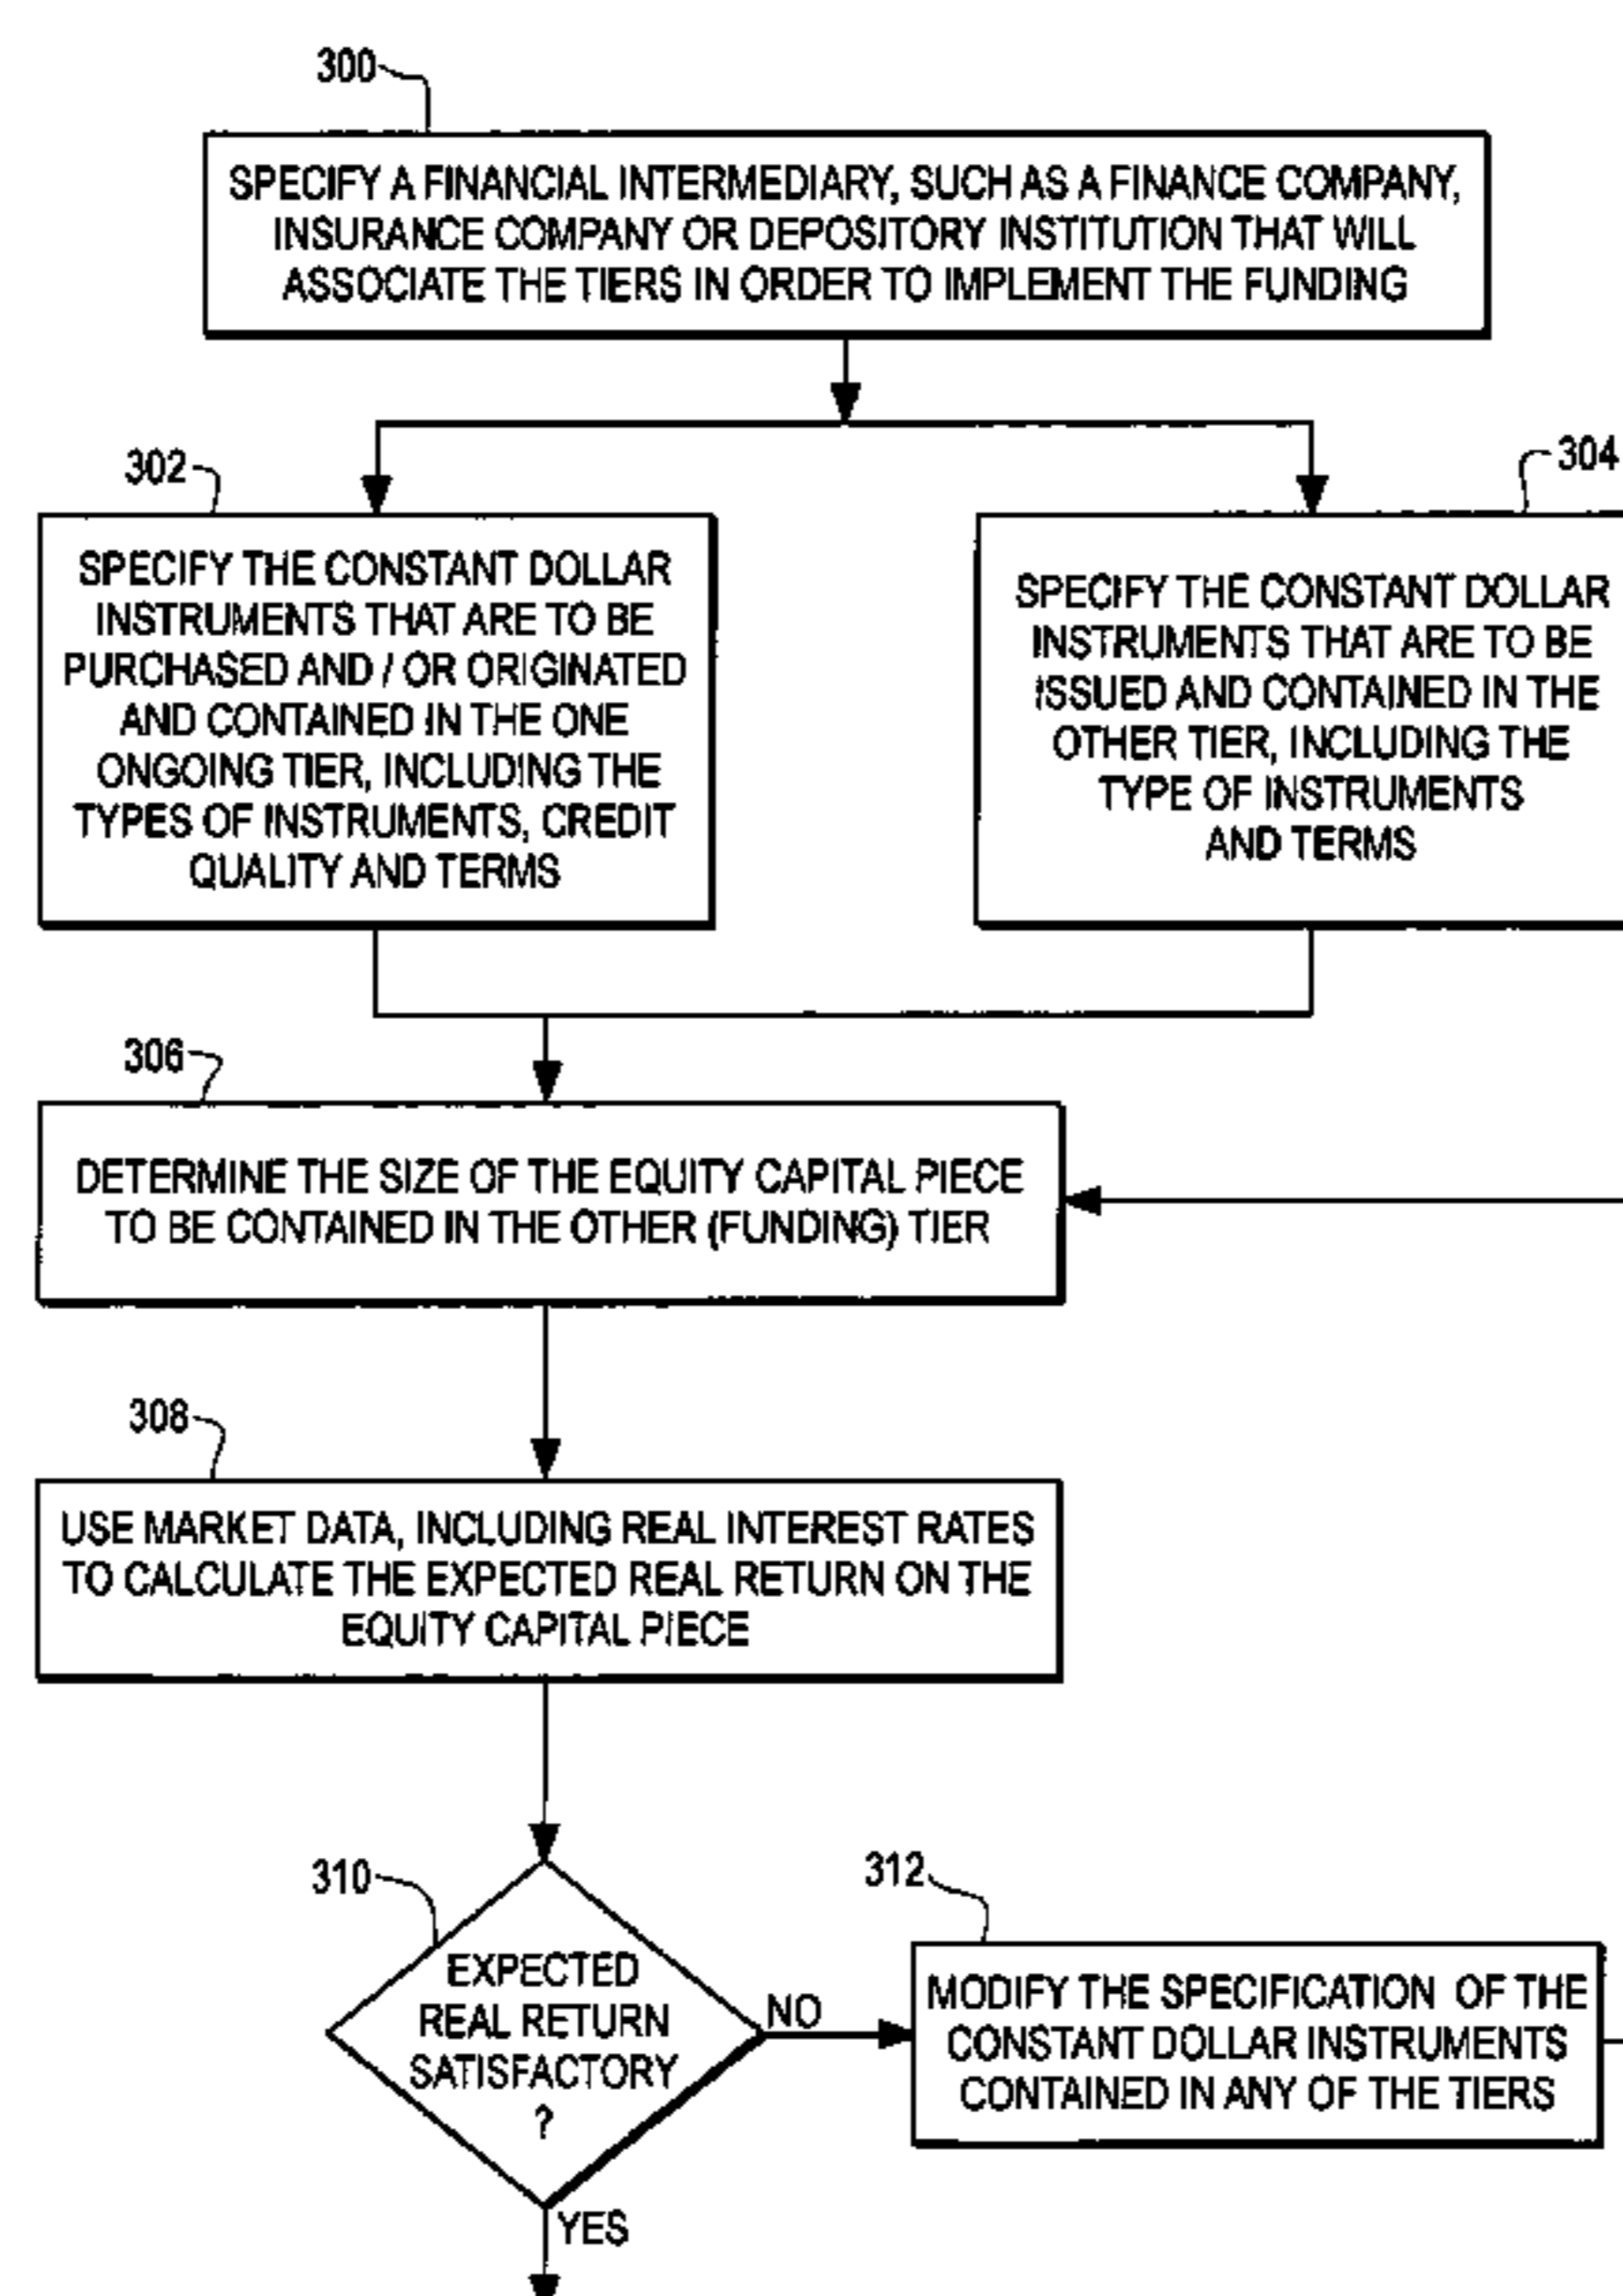 300
SPECIFY A FINANCIAL INTERMEDIARY, SUCH AS A FINANCE COMPANY,
INSURANCE COMPANY OR DEPOSITORY INSTITUTION THAT WILL
ASSOCIATE THE TIERS IN ORDER TO IMPLEMENT THE FUNDING
302
SPECIFY THE CONSTANT DOLLAR
INSTRUMENTS THAT ARE TO BE
PURCHASED AND / OR ORIGINATED
AND CONTAINED IN THE ONE
ONGOING TIER, INCLUDING THE
TYPES OF INSTRUMENTS, CREDIT
QUALITY AND TERMS
304
SPECIFY THE CONSTANT DOLLAR
INSTRUMENTS THAT ARE TO BE
ISSUED AND CONTAINED IN THE
OTHER TIER, INCLUDING THE
TYPE OF INSTRUMENTS
AND TERMS
306
DETERMINE THE SIZE OF THE EQUITY CAPITAL PIECE
TO BE CONTAINED IN THE OTHER (FUNDING) TIER
308
USE MARKET DATA, INCLUDING REAL INTEREST RATES
TO CALCULATE THE EXPECTED REAL RETURN ON THE
EQUITY CAPITAL PIECE
310
EXPECTED
REAL RETURN
SATISFACTORY
?
NO
YES
312
MODIFY THE SPECIFICATION OF THE
CONSTANT DOLLAR INSTRUMENTS
CONTAINED IN ANY OF THE TIERS